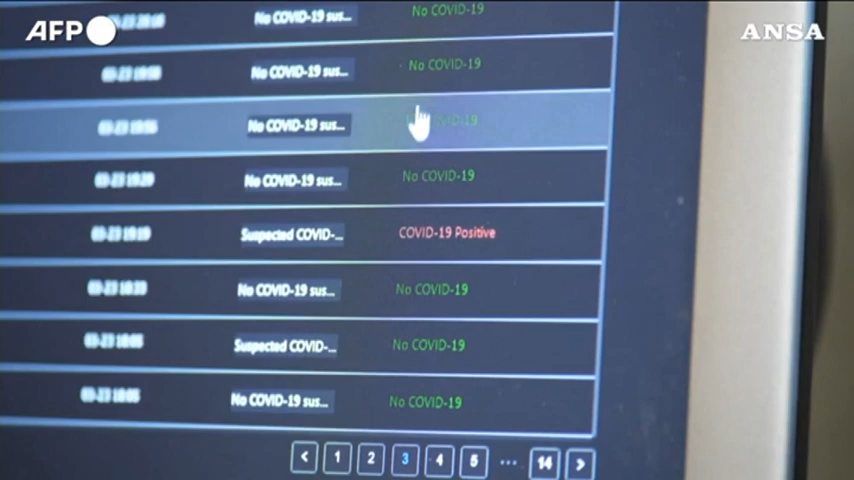 AFP
ANSA
No COVID-19 sus... No COVID-19
No COVID-19 sus... No COVID-19
No COVID-19 sus...
No COVID-19 sus... No COVID-19
Suspected COVID-... COVID-19 Positive
No COVID-19 sus... No COVID-19
Suspected COVID-... No COVID-19
No COVID-19 sus... No COVID-19
< 1 2 3 4 5 ... 14 >